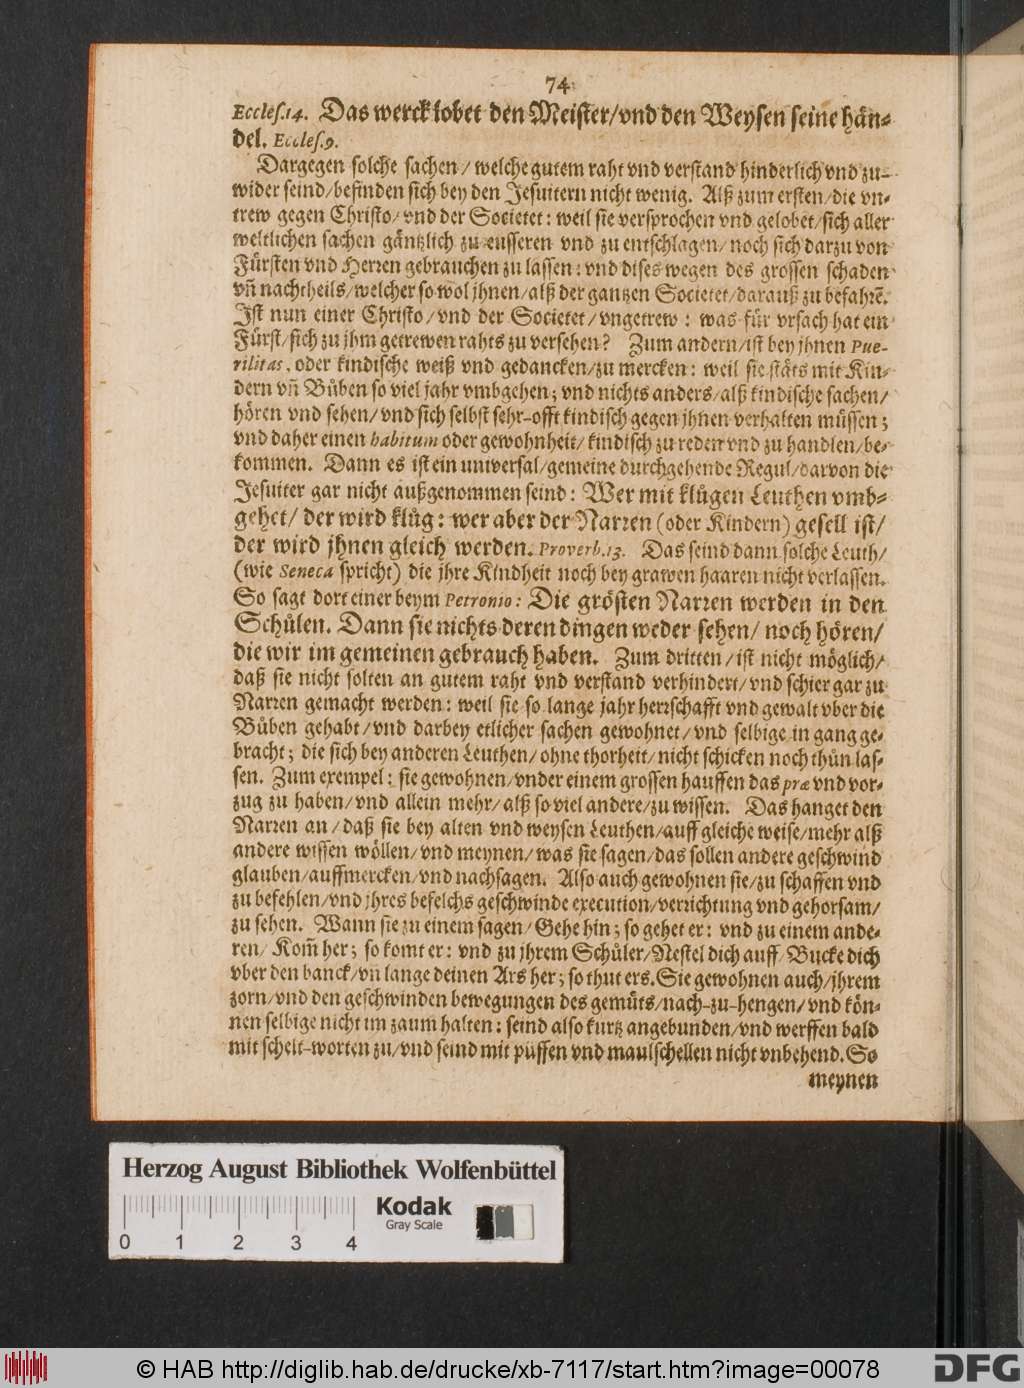 74
Eccles.14. Das werck lobet den Meister/vnd den Weysen seine hän-
del. Eccles.9.
Dargegen solche sachen/ welche gutem raht vnd verstand hinderlich vnd zu-
wider seind/befinden sich bey den Jesuitern nicht wenig. Alß zum ersten/die vn-
trew gegen Christo/ vnd der Societet: weil sie versprochen vnd gelobet/sich aller
weltlichen sachen gäntzlich zu eusseren vnd zu entschlagen/ noch sich darzu von
Fürsten vnd Herren gebrauchen zu lassen: vnd dises wegen des grossen schaden
vñ nachtheils/welcher so wol jhnen/alß der gantzen Societet/darauß zu befahrẽ.
Ist nun einer Christo/ vnd der Societet/ vngetrew: was für vrsach hat ein
Fürst/sich zu jhm getrewen rahts zu versehen? Zum andern/ist bey jhnen Pue-
rilitas, oder kindische weiß vnd gedancken/zu mercken: weil sie stäts mit Kin-
dern vñ Bůben so viel jahr vmbgehen; vnd nichts anders/alß kindische sachen/
hören vnd sehen/ vnd sich selbst sehr-offt kindisch gegen jhnen verhalten müssen;
vnd daher einen habitum oder gewohnheit/ kindisch zu reden vnd zu handlen/be-
kommen. Dann es ist ein universal/gemeine durchgehende Regul/darvon die
Jesuiter gar nicht außgenommen seind: Wer mit klůgen Leuthen vmb-
gehet/ der wird klůg: wer aber der Narren (oder Kindern) gesell ist/
der wird jhnen gleich werden. Proverb.13. Das seind dann solche Leuth/
(wie Seneca spricht) die jhre Kindheit noch bey grawen haaren nicht verlassen.
So sagt dort einer beym Petronio: Die grösten Narren werden in den
Schůlen. Dann sie nichts deren dingen weder sehen/ noch hören/
die wir im gemeinen gebrauch haben. Zum dritten/ ist nicht möglich/
daß sie nicht solten an gutem raht vnd verstand verhindert/ vnd schier gar zu
Narren gemacht werden: weil sie so lange jahr herrschafft vnd gewalt vber die
Bůben gehabt/ vnd darbey etlicher sachen gewohnet/ vnd selbige in gang ge-
bracht; die sich bey anderen Leuthen/ ohne thorheit/ nicht schicken noch thůn las-
sen. Zum exempel: sie gewohnen/vnder einem grossen hauffen das præ vnd vor-
zug zu haben/ vnd allein mehr/ alß so viel andere/zu wissen. Das hanget den
Narren an/ daß sie bey alten vnd weysen Leuthen/auff gleiche weise/mehr alß
andere wissen wöllen/ vnd meynen/ was sie sagen/das sollen andere geschwind
glauben/auffmercken/vnd nachsagen. Also auch gewohnen sie/zu schaffen vnd
zu befehlen/vnd jhres befelchs geschwinde execution/verrichtung vnd gehorsam/
zu sehen. Wann sie zu einem sagen/ Gehe hin; so gehet er: vnd zu einem ande-
ren/ Kom̃ her; so komt er: vnd zu jhrem Schůler/Nestel dich auff/ Bucke dich
vber den banck/vñ lange deinen Ars her; so thut ers. Sie gewohnen auch/jhrem
zorn/vnd den geschwinden bewegungen des gemůts/nach-zu-hengen/ vnd kön-
nen selbige nicht im zaum halten: seind also kurtz angebunden/vnd werffen bald
mit schelt-worten zu/vnd seind mit püffen vnd maulschellen nicht vnbehend. So
meynen
Herzog August Bibliothek Wolfenbüttel
Kodak
Gray Scale
0 1 2 3 4
© HAB http://diglib.hab.de/drucke/xb-7117/start.htm?image=00078
DFG